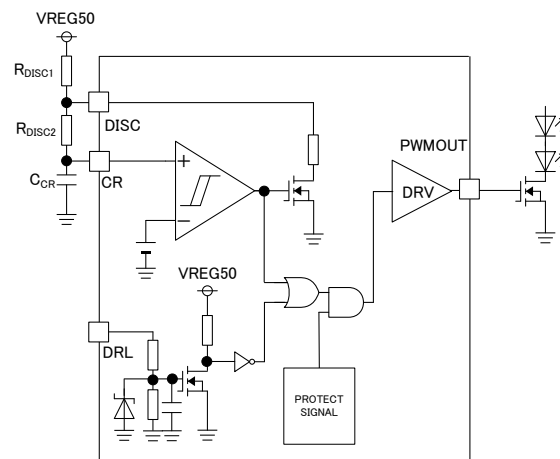 VREG50
RDISC1
RDISC2
DISC
CR
CCR
+
−
PWMOUT
DRV
VREG50
DRL
PROTECT
SIGNAL